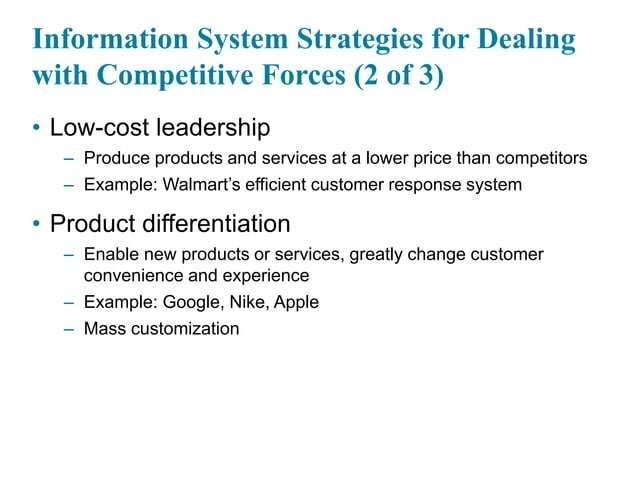 Information System Strategies for Dealing
with Competitive Forces (2 of 3)
• Low-cost leadership
– Produce products and services at a lower price than competitors
– Example: Walmart’s efficient customer response system
• Product differentiation
– Enable new products or services, greatly change customer
convenience and experience
– Example: Google, Nike, Apple
– Mass customization